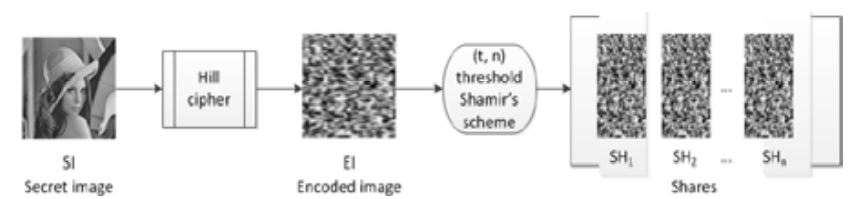 Hill
cipher
(t, n)
threshold
Shamir's
scheme
...
SI
EI
SH1
SH2
...
SHn
Secret image
Encoded image
Shares